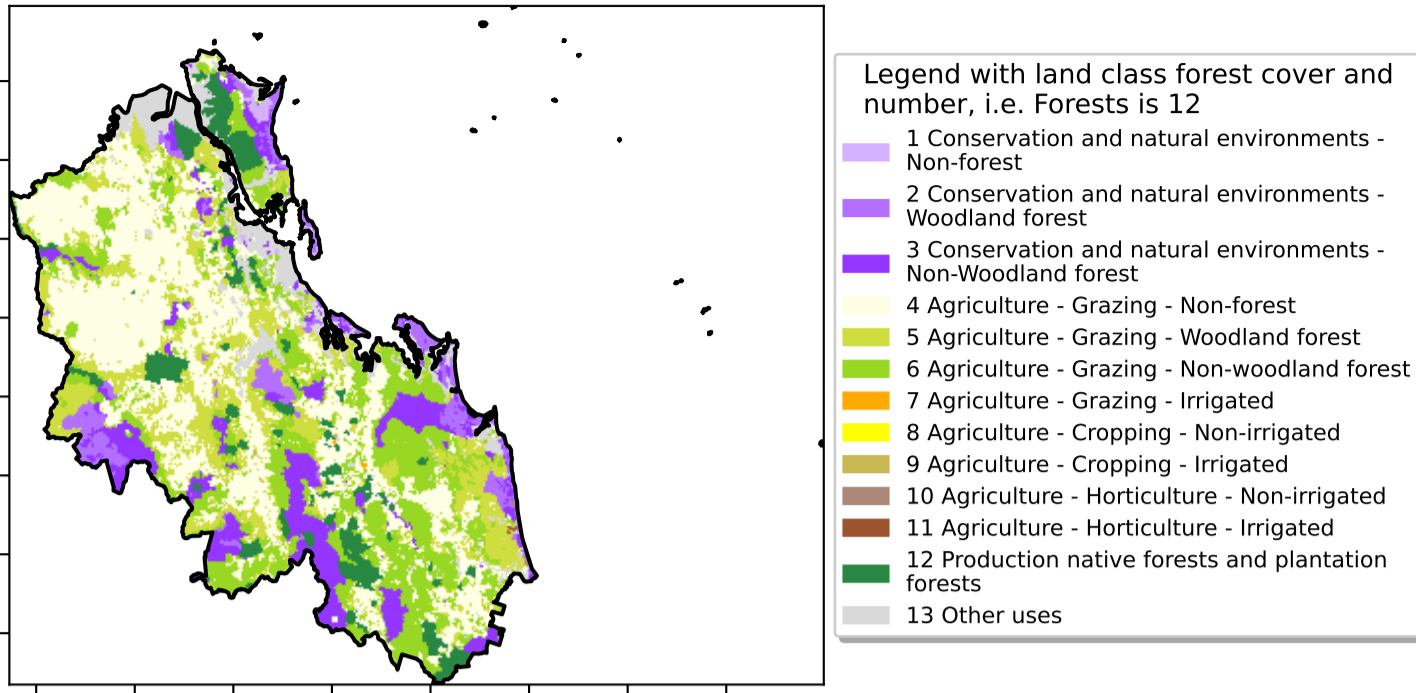 Legend with land class forest cover and
number, i.e. Forests is 12
1 Conservation and natural environments -
Non-forest
2 Conservation and natural environments -
Woodland forest
3 Conservation and natural environments -
Non-Woodland forest
4 Agriculture - Grazing - Non-forest
5 Agriculture - Grazing - Woodland forest
6 Agriculture - Grazing - Non-woodland forest
7 Agriculture - Grazing - Irrigated
8 Agriculture - Cropping - Non-irrigated
9 Agriculture - Cropping - Irrigated
10 Agriculture - Horticulture - Non-irrigated
11 Agriculture - Horticulture - Irrigated
12 Production native forests and plantation
forests
13 Other uses